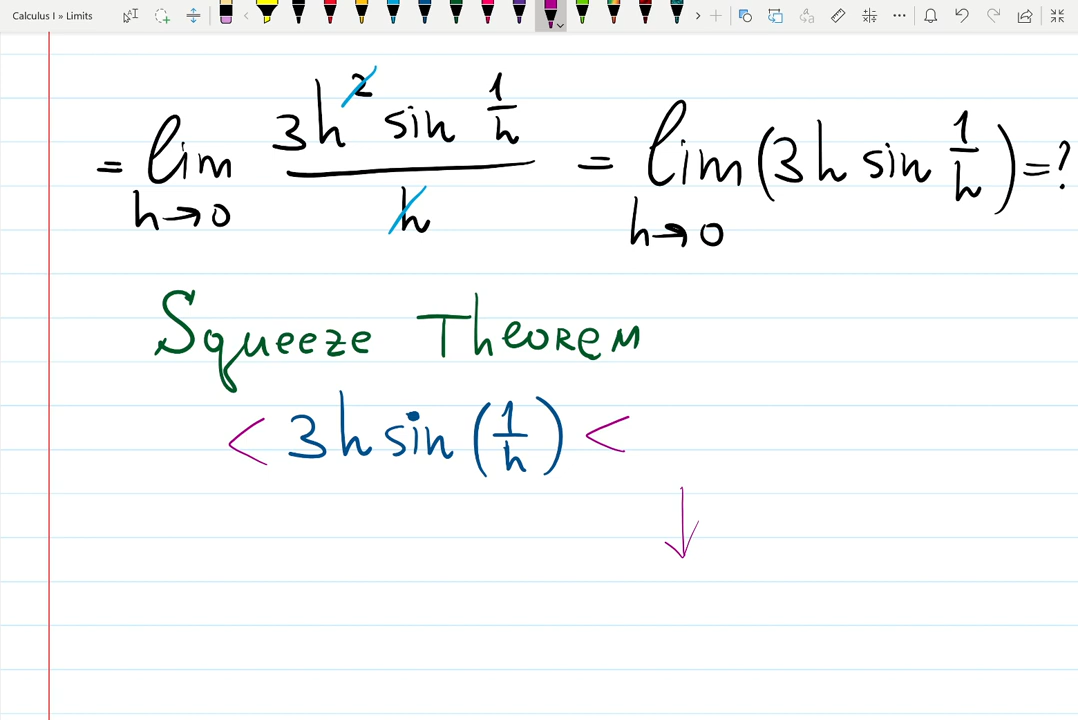 Calculus I » Limits
= lim h→0 3h² sin 1/h / h = lim h→0 (3h sin 1/h) = ?
Squeeze Theorem
< 3h sin (1/h) <
↓